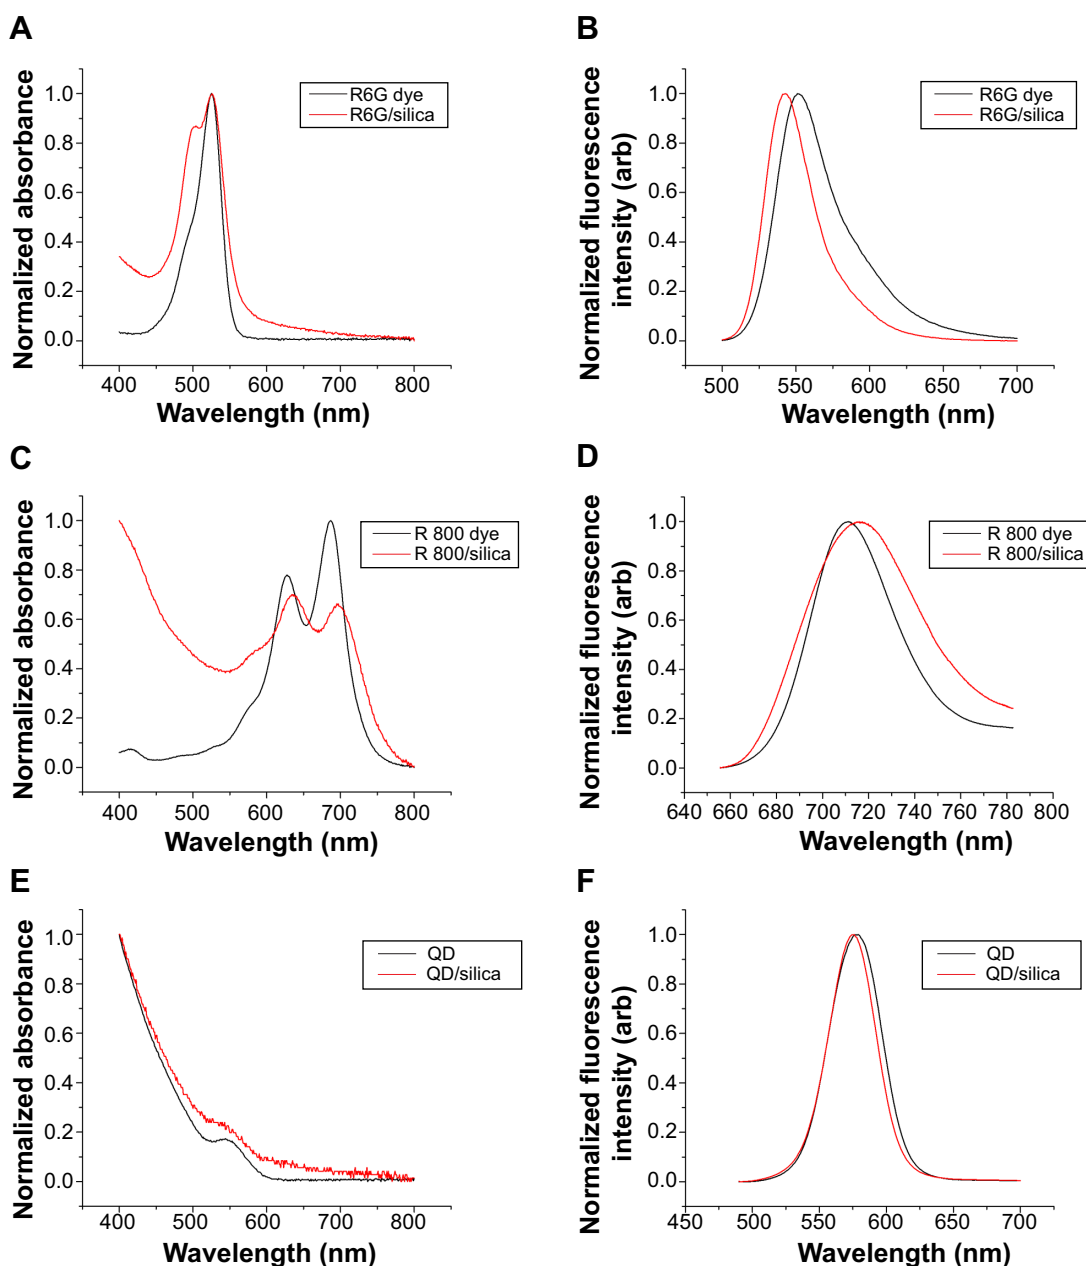 A
Normalized absorbance
1.0
0.8
0.6
0.4
0.2
0.0
R6G dye
R6G/silica
400 500 600 700 800
Wavelength (nm)
B
Normalized fluorescence
intensity (arb)
1.0
0.8
0.6
0.4
0.2
0.0
R6G dye
R6G/silica
500 550 600 650 700
Wavelength (nm)
C
Normalized absorbance
1.0
0.8
0.6
0.4
0.2
0.0
R 800 dye
R 800/silica
400 500 600 700 800
Wavelength (nm)
D
Normalized fluorescence
intensity (arb)
1.0
0.8
0.6
0.4
0.2
0.0
R 800 dye
R 800/silica
640 660 680 700 720 740 760 780 800
Wavelength (nm)
E
Normalized absorbance
1.0
0.8
0.6
0.4
0.2
0.0
QD
QD/silica
400 500 600 700 800
Wavelength (nm)
F
Normalized fluorescence
intensity (arb)
1.0
0.8
0.6
0.4
0.2
0.0
QD
QD/silica
450 500 550 600 650 700
Wavelength (nm)